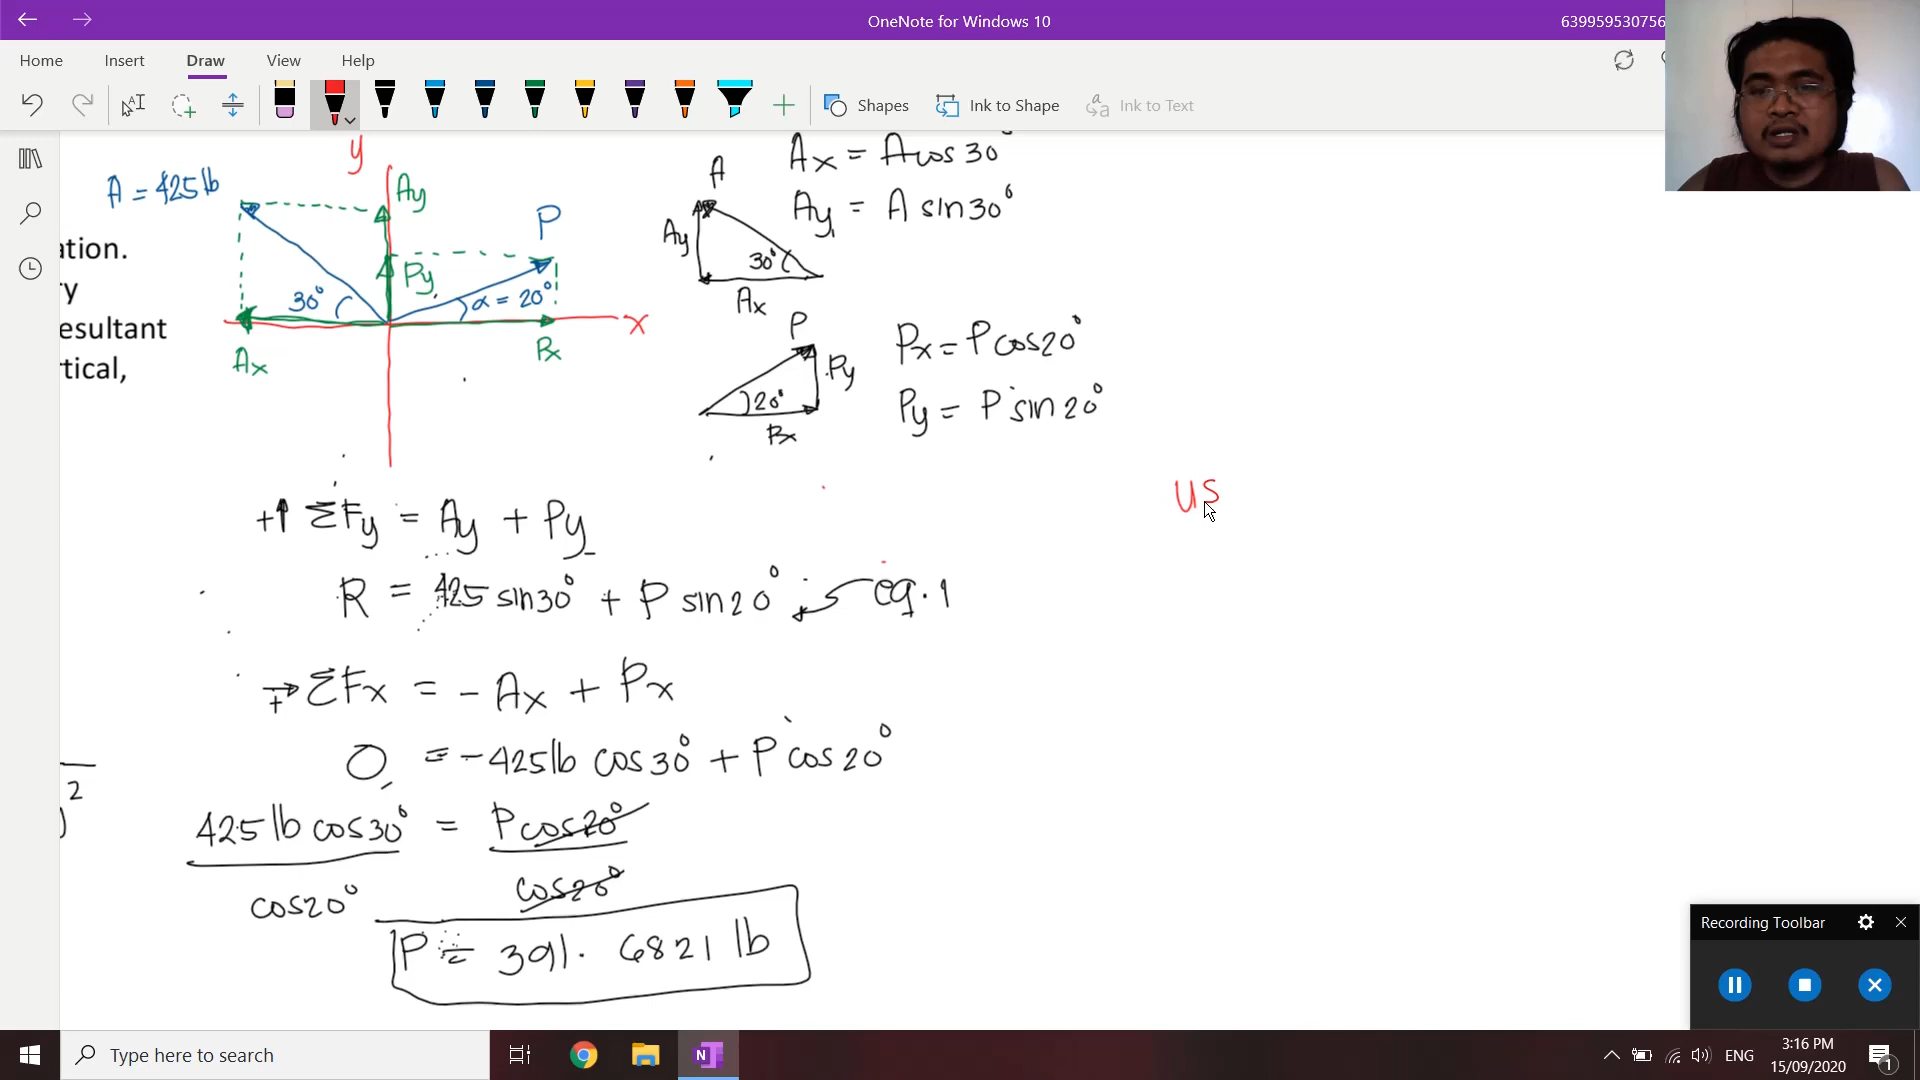 OneNote for Windows 10
639959530756
Home Insert Draw View Help
Shapes Ink to Shape Ink to Text
ation.
ry
esultant
tical,
2
A = 425 lb
y
Ay
P
Py
30°
α = 20°
x
Ax
Px
A
Ay
30°
Ax
Ax = A cos 30°
Ay = A sin 30°
P
Py
20°
Px
Px = P cos 20°
Py = P sin 20°
us
+↑ ΣFy = Ay + Py
R = 425 sin 30° + P sin 20° eq. 1
→+ ΣFx = - Ax + Px
0 = -425 lb cos 30° + P cos 20°
425 lb cos 30° = P cos 20°
cos 20° cos 20°
P = 391.6821 lb
Recording Toolbar
Type here to search
N
ENG
3:16 PM
15/09/2020
1